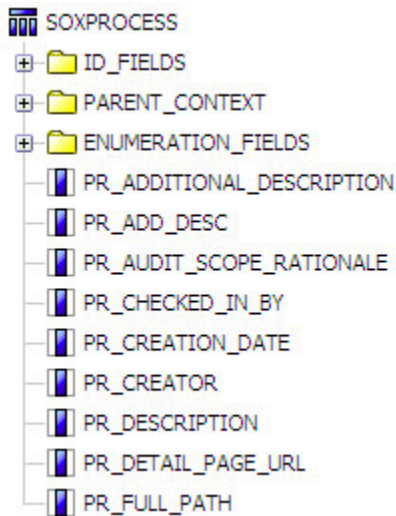 SOXPROCESS
ID_FIELDS
PARENT_CONTEXT
ENUMERATION_FIELDS
PR_ADDITIONAL_DESCRIPTION
PR_ADD_DESC
PR_AUDIT_SCOPE_RATIONALE
PR_CHECKED_IN_BY
PR_CREATION_DATE
PR_CREATOR
PR_DESCRIPTION
PR_DETAIL_PAGE_URL
PR_FULL_PATH